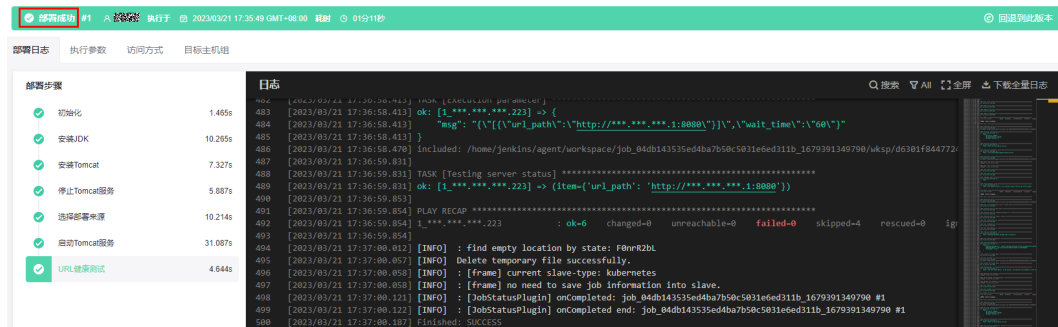 部署成功 #1 执行于 2023/03/21 17:35:49 GMT+08:00 耗时 01分11秒 回退到此版本
部署日志 执行参数 访问方式 目标主机组
部署步骤
初始化 1.465s
安装JDK 10.265s
安装Tomcat 7.327s
停止Tomcat服务 5.887s
选择部署来源 10.214s
启动Tomcat服务 31.087s
URL健康测试 4.644s
日志 搜索 All 全屏 下载全量日志
482 [2023/03/21 17:36:58.413] TASK [Execution parameter] ****
483 [2023/03/21 17:36:58.413] ok: [1_***.***.***.223] => {
484 [2023/03/21 17:36:58.413] "msg": "{\"[{\"url_path\":\"http://***.***.***.1:8080\"}]\",\"wait_time\":\"60\"}"
485 [2023/03/21 17:36:58.413] }
486 [2023/03/21 17:36:58.470] included: /home/jenkins/agent/workspace/job_04db143535ed4ba7b50c5031e6ed311b_1679391349790/wksp/d6301f8447724
487 [2023/03/21 17:36:59.831]
488 [2023/03/21 17:36:59.831] TASK [Testing server status] ****
489 [2023/03/21 17:36:59.831] ok: [1_***.***.***.223] => (item={'url_path': 'http://***.***.***.1:8080'})
490 [2023/03/21 17:36:59.853]
491 [2023/03/21 17:36:59.854] PLAY RECAP ****
492 [2023/03/21 17:36:59.854] 1_***.***.***.223 : ok=6 changed=0 unreachable=0 failed=0 skipped=4 rescued=0
493 [2023/03/21 17:36:59.854]
494 [2023/03/21 17:37:00.012] [INFO] : find empty location by state: F0nrR2bL
495 [2023/03/21 17:37:00.057] [INFO] Delete temporary file successfully.
496 [2023/03/21 17:37:00.058] [INFO] : [frame] current slave-type: kubernetes
497 [2023/03/21 17:37:00.058] [INFO] : [frame] no need to save job information into slave.
498 [2023/03/21 17:37:00.121] [INFO] : [JobStatusPlugin] onCompleted: job_04db143535ed4ba7b50c5031e6ed311b_1679391349790 #1
499 [2023/03/21 17:37:00.122] [INFO] : [JobStatusPlugin] onCompleted end: job_04db143535ed4ba7b50c5031e6ed311b_1679391349790 #1
500 [2023/03/21 17:37:00.187] Finished: SUCCESS